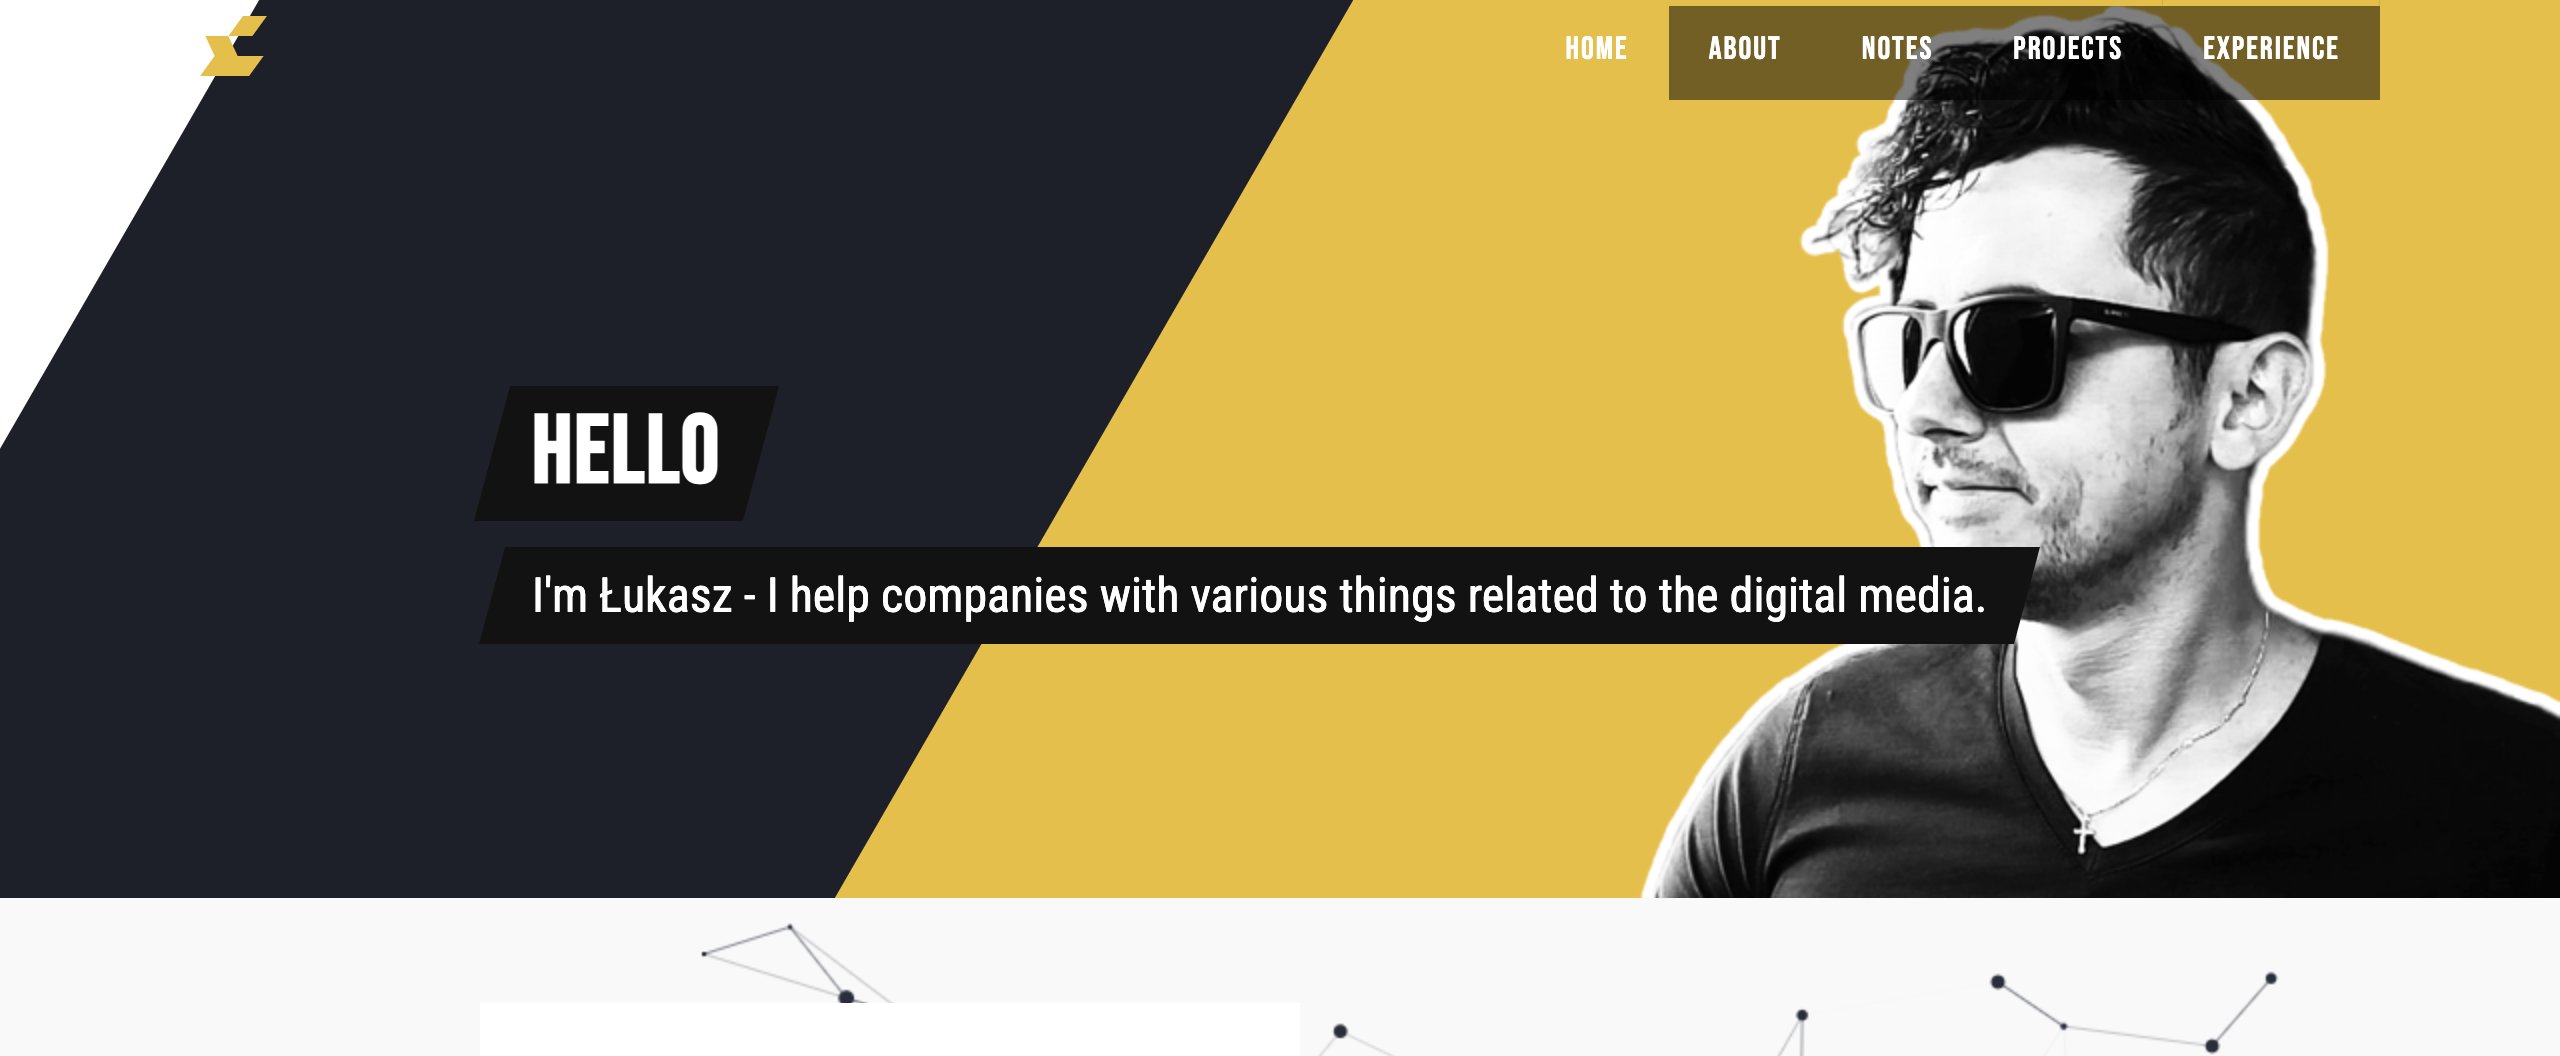 HOME ABOUT NOTES PROJECTS EXPERIENCE
HELLO
I'm Łukasz - I help companies with various things related to the digital media.